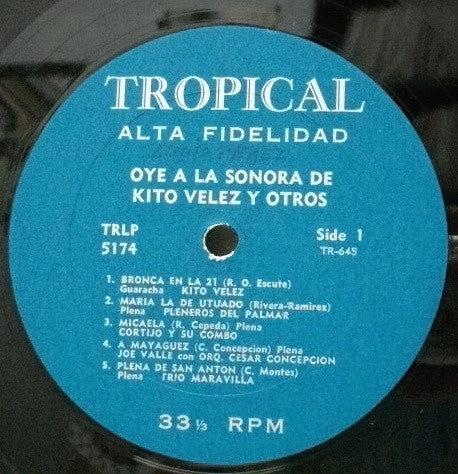 TROPICAL
ALTA FIDELIDAD
OYE A LA SONORA DE
KITO VELEZ Y OTROS
TRLP
5174
Side 1
TR-645
1. BRONCA EN LA 21 (R. O. Escute)
Guaracha KITO VELEZ
2. MARIA LA DE UTUADO (Rivera-Ramirez)
Plena PLENEROS DEL PALMAR
3. MICAELA (R. Cepeda) Plena
CORTIJO Y SU COMBO
4. A MAYAGUEZ (C. Concepcion) Plena
JOE VALLE con ORQ. CESAR CONCEPCION
5. PLENA DE SAN ANTON (C. Montes)
Plena TRIO MARAVILLA
33 1/3 RPM